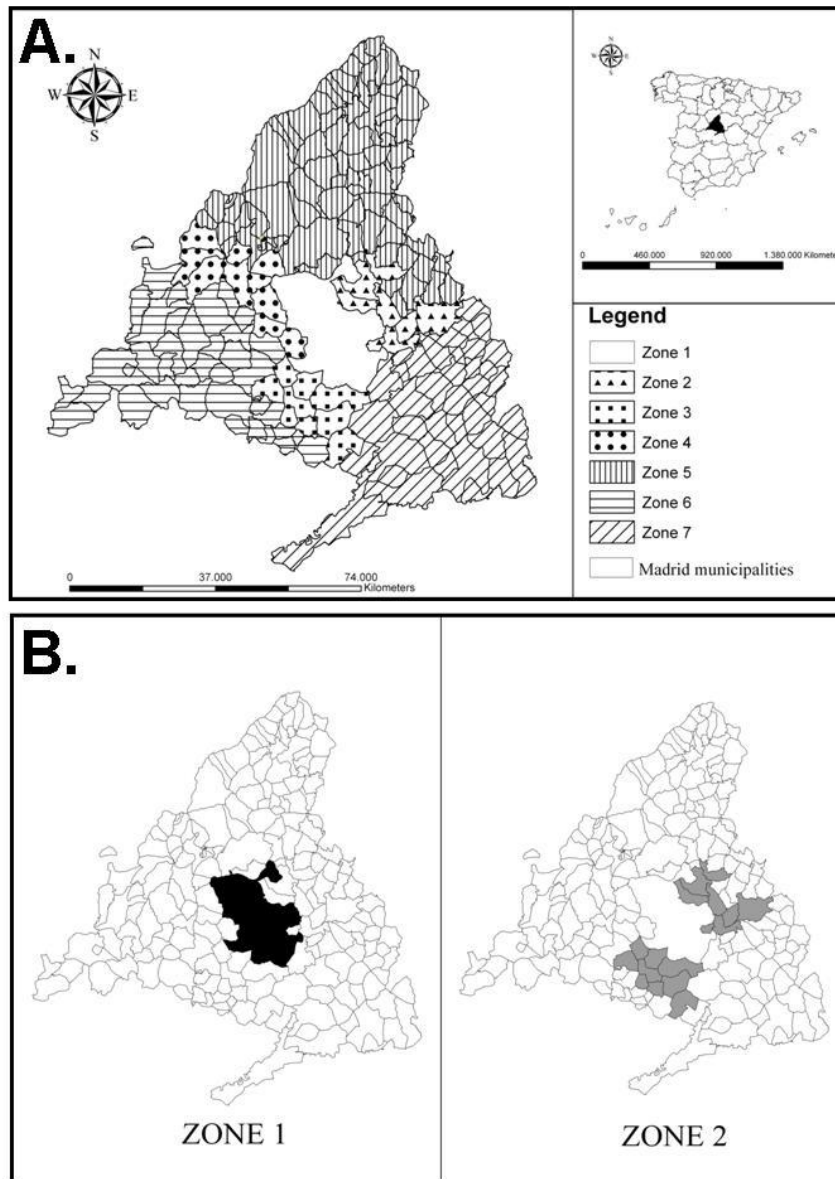 A.
N
W E
S
0 37.000 74.000
Kilometers
N
W E
S
0 460.000 920.000 1.380.000 Kilomete
Legend
Zone 1
Zone 2
Zone 3
Zone 4
Zone 5
Zone 6
Zone 7
Madrid municipalities
B.
ZONE 1
ZONE 2